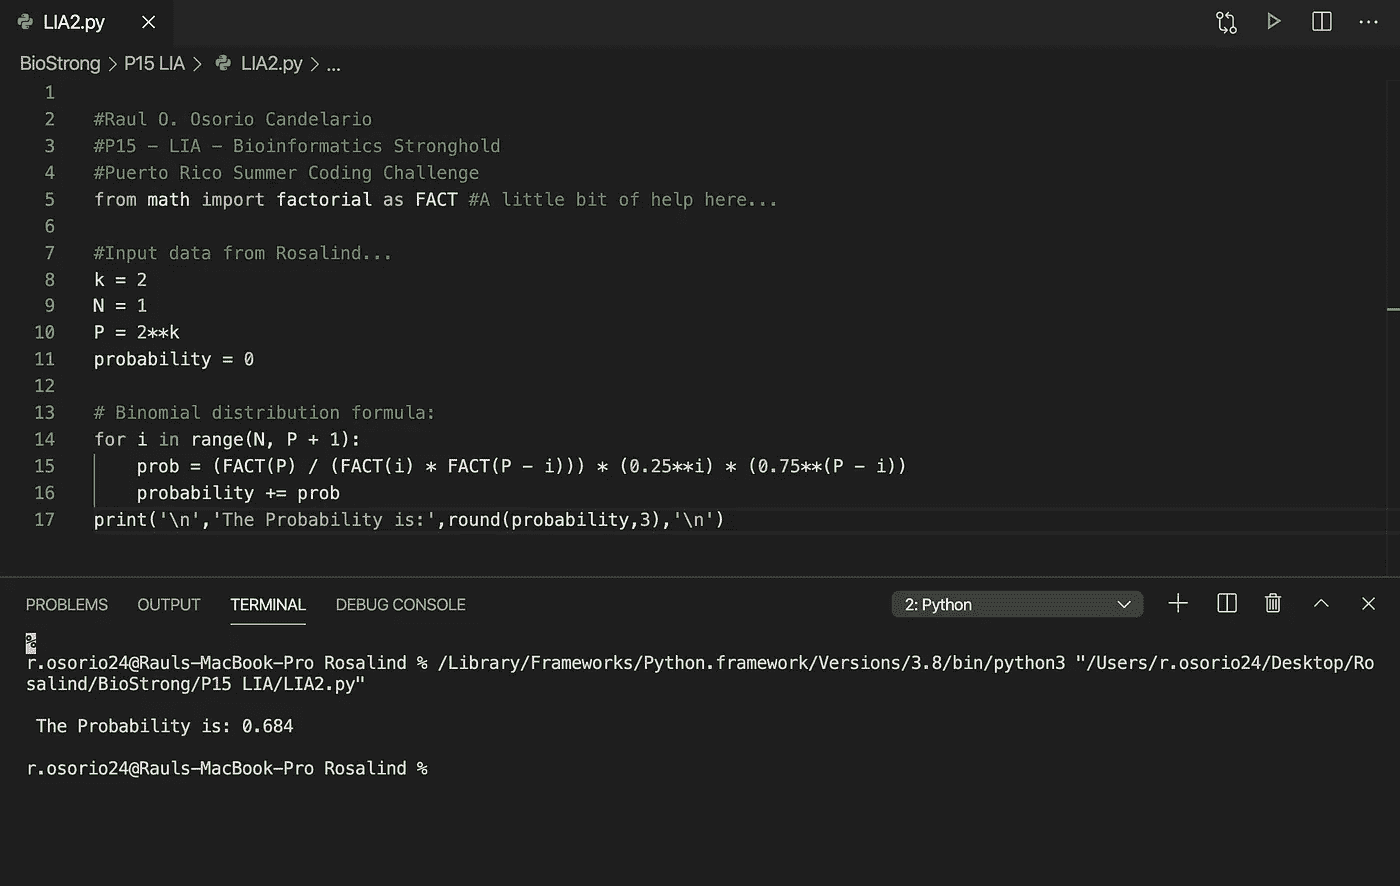 LIA2.py
BioStrong > P15 LIA > LIA2.py > ...
1
2 #Raul O. Osorio Candelario
3 #P15 - LIA - Bioinformatics Stronghold
4 #Puerto Rico Summer Coding Challenge
5 from math import factorial as FACT #A little bit of help here...
6
7 #Input data from Rosalind...
8 k = 2
9 N = 1
10 P = 2**k
11 probability = 0
12
13 # Binomial distribution formula:
14 for i in range(N, P + 1):
15     prob = (FACT(P) / (FACT(i) * FACT(P - i))) * (0.25**i) * (0.75**(P - i))
16     probability += prob
17 print('\n','The Probability is:',round(probability,3),'\n')
PROBLEMS OUTPUT TERMINAL DEBUG CONSOLE 2: Python
%
r.osorio24@Rauls-MacBook-Pro Rosalind % /Library/Frameworks/Python.framework/Versions/3.8/bin/python3 "/Users/r.osorio24/Desktop/Ro
salind/BioStrong/P15 LIA/LIA2.py"
The Probability is: 0.684
r.osorio24@Rauls-MacBook-Pro Rosalind %